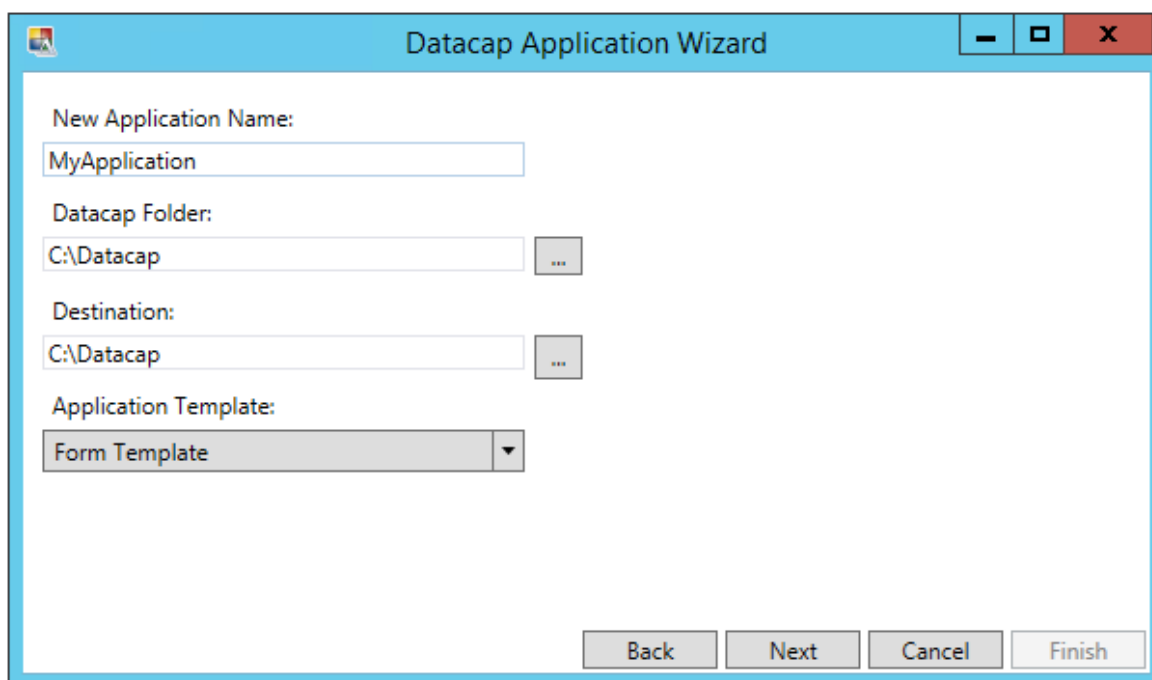 Datacap Application Wizard
New Application Name:
MyApplication
Datacap Folder:
C:\Datacap
...
Destination:
C:\Datacap
...
Application Template:
Form Template
Back Next Cancel Finish